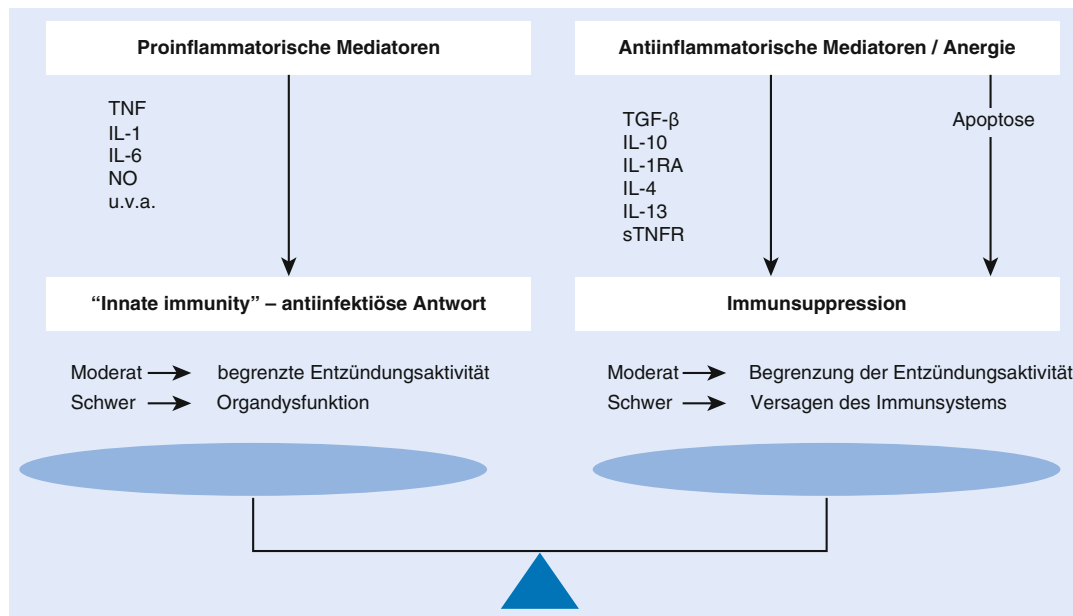 Proinflammatorische Mediatoren
TNF
IL-1
IL-6
NO
u.v.a.
“Innate immunity” – antiinfektiöse Antwort
Moderat begrenzte Entzündungsaktivität
Schwer Organdysfunktion
Antiinflammatorische Mediatoren / Anergie
TGF-β
IL-10
IL-1RA
IL-4
IL-13
sTNFR
Apoptose
Immunsuppression
Moderat Begrenzung der Entzündungsaktivität
Schwer Versagen des Immunsystems